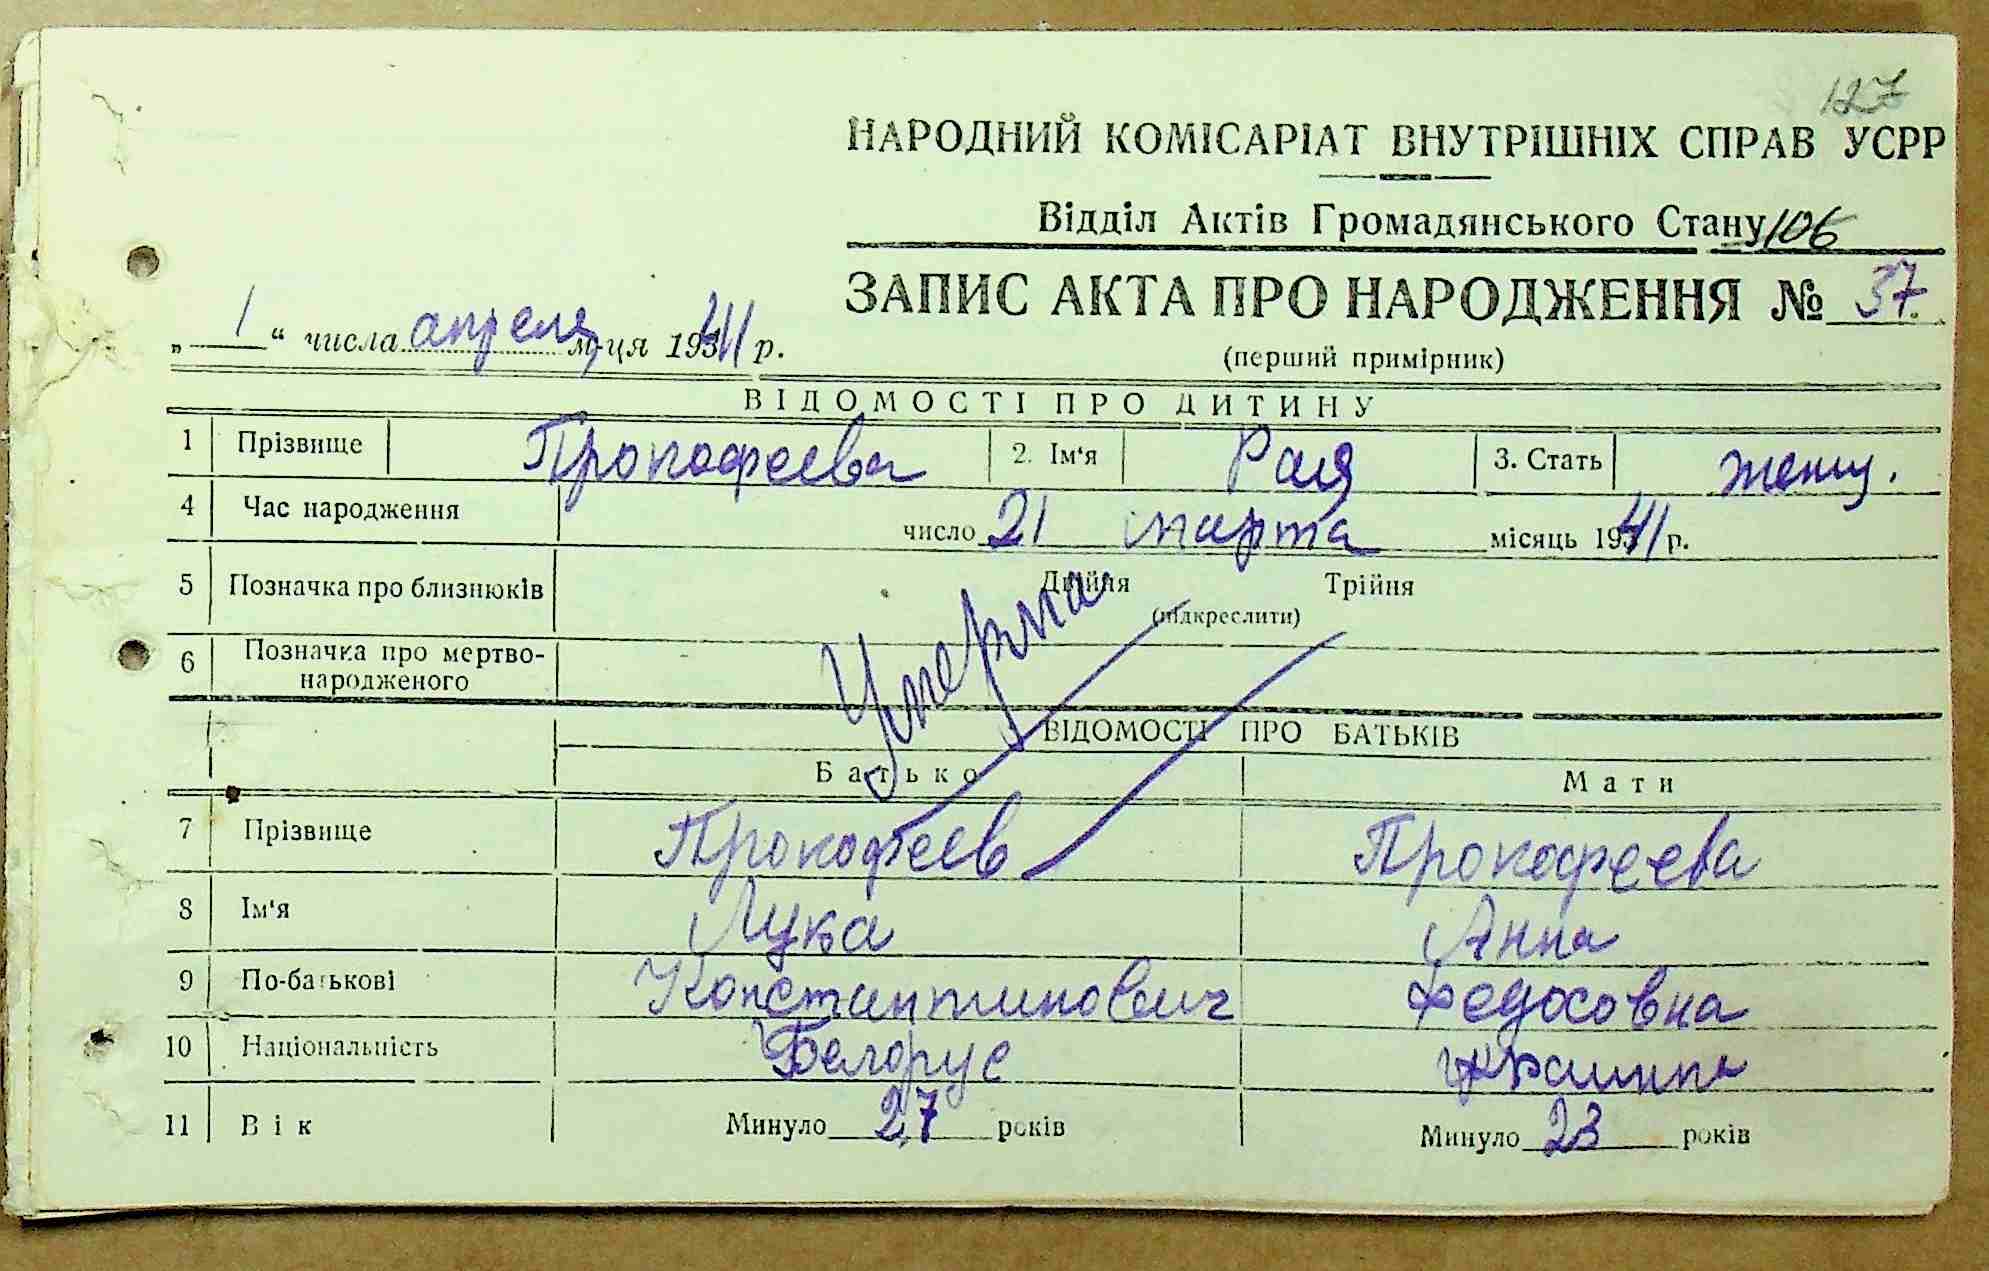 127
НАРОДНИЙ КОМІСАРІАТ ВНУТРІШНІХ СПРАВ УСРР
Відділ Актів Громадянського Стану 106
ЗАПИС АКТА ПРО НАРОДЖЕННЯ № 37.
„ 1 “ числа апреля м-ця 1941 р.
(перший примірник)
ВІДОМОСТІ ПРО ДИТИНУ
1 Прізвище Прокофеева 2. Ім'я Рая 3. Стать женщ.
4 Час народження число 21 марта місяць 1941 р.
5 Позначка про близнюків Двійня Трійня
(підкреслити)
6 Позначка про мертво-
народженого
Умерла
ВІДОМОСТІ ПРО БАТЬКІВ
Батько Мати
7 Прізвище Прокофеев Прокофеева
8 Ім'я Лука Анна
9 По-батькові Константинович Федосовна
10 Національність Белорус
11 Вік Минуло 27 років Минуло 23 років